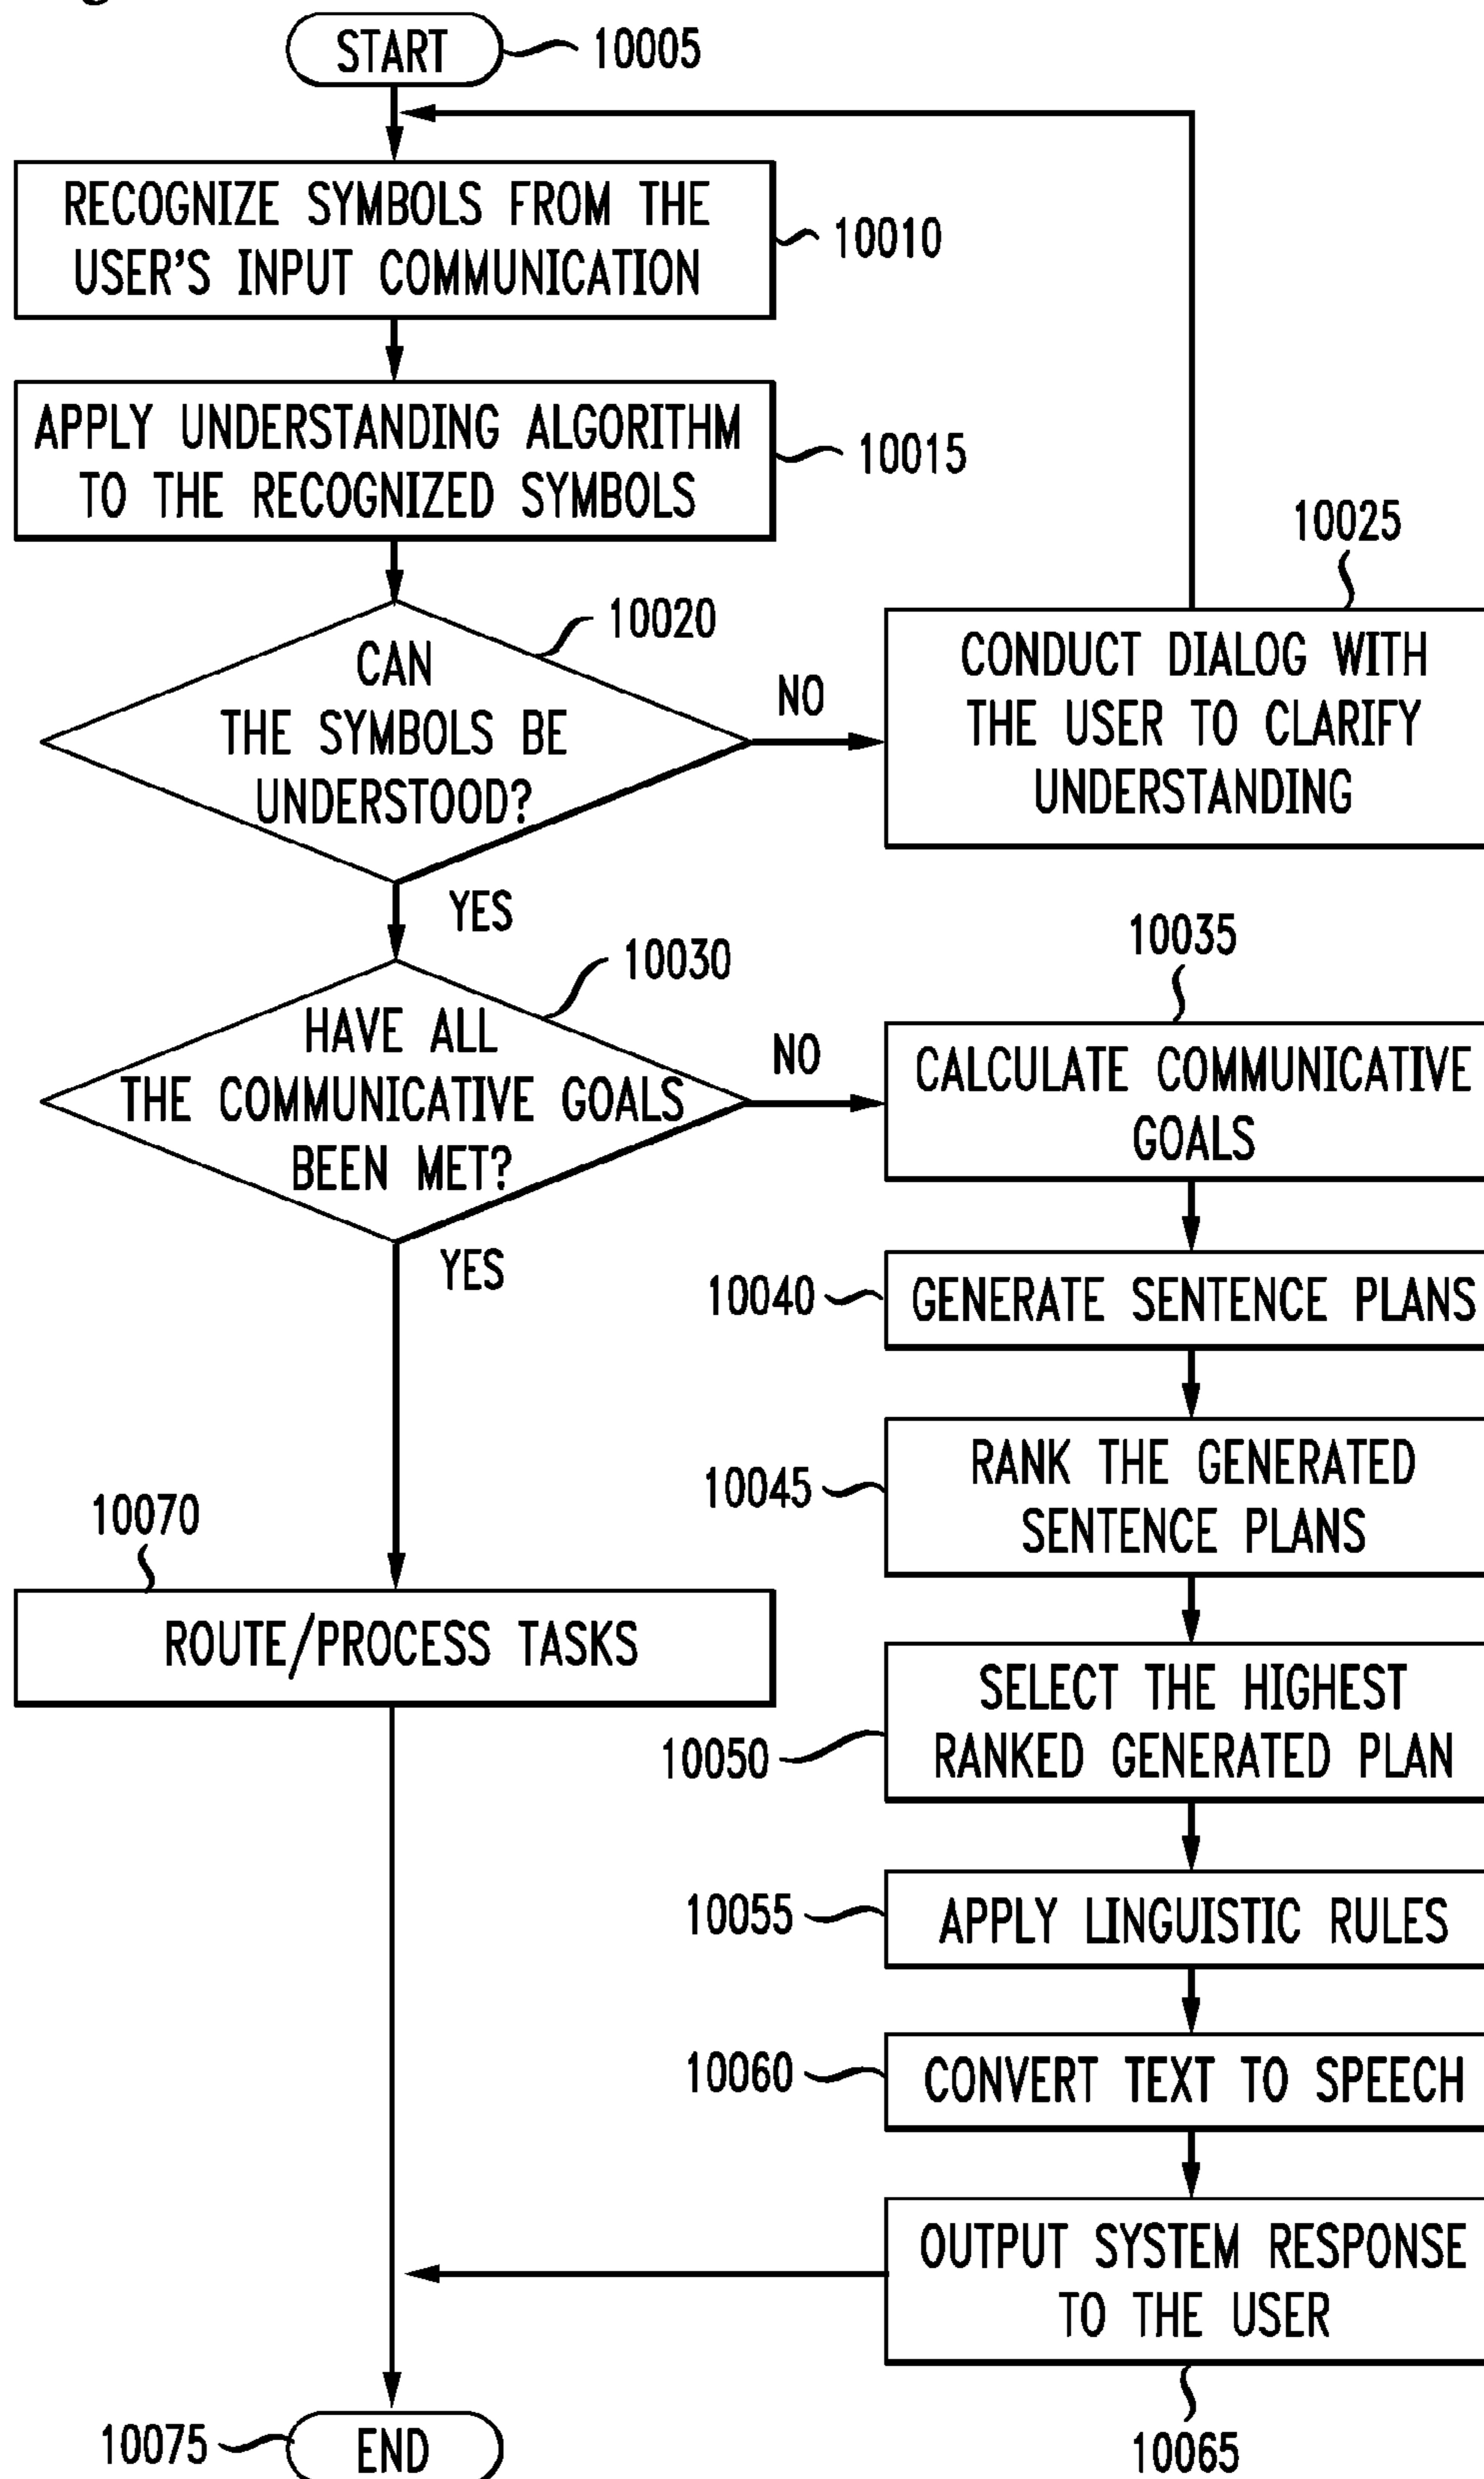 START
10005
RECOGNIZE SYMBOLS FROM THE
USER'S INPUT COMMUNICATION
10010
APPLY UNDERSTANDING ALGORITHM
TO THE RECOGNIZED SYMBOLS
10015
10020
CAN
THE SYMBOLS BE
UNDERSTOOD?
NO
10025
CONDUCT DIALOG WITH
THE USER TO CLARIFY
UNDERSTANDING
YES
10030
HAVE ALL
THE COMMUNICATIVE GOALS
BEEN MET?
NO
10035
CALCULATE COMMUNICATIVE
GOALS
YES
10040
GENERATE SENTENCE PLANS
10045
RANK THE GENERATED
SENTENCE PLANS
10070
ROUTE/PROCESS TASKS
SELECT THE HIGHEST
RANKED GENERATED PLAN
10050
10055
APPLY LINGUISTIC RULES
10060
CONVERT TEXT TO SPEECH
OUTPUT SYSTEM RESPONSE
TO THE USER
10065
10075
END